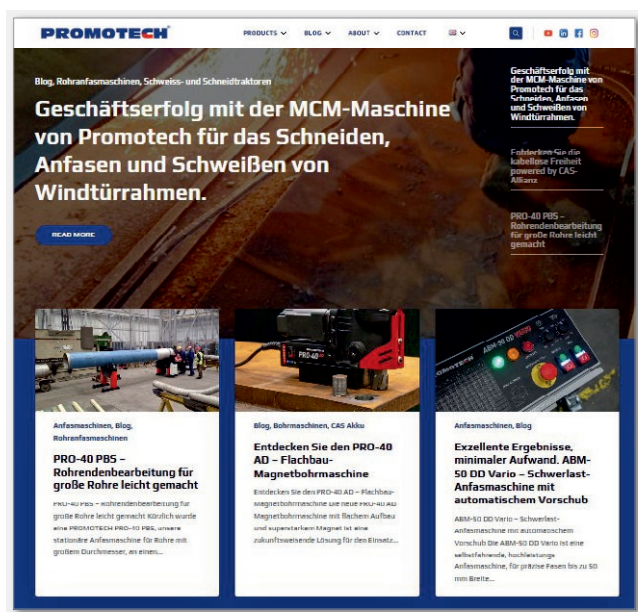 PROMOTECH
PRODUCTS
BLOG
ABOUT
CONTACT
Blog, Rohranfasmaschinen, Schweiss- und Schneidtraktoren
Geschäftserfolg mit der MCM-Maschine
von Promotech für das Schneiden,
Anfasen und Schweißen von
Windtürrahmen.
READ MORE
Geschäftserfolg mit
der MCM-Maschine von
Promotech für das
Schneiden, Anfasen
und Schweißen von
Windtürrahmen.
Entdecken Sie die
kabellose Freiheit
powered by CAS-
Allianz
PRO-40 PBS –
Rohrendenbearbeitung
für große Rohre leicht
gemacht
Anfasmaschinen, Blog,
Rohranfasmaschinen
PRO-40 PBS –
Rohrendenbearbeitung für
große Rohre leicht gemacht
PRO-40 PBS – Rohrendenbearbeitung für
große Rohre leicht gemacht Kürzlich wurde
eine PROMOTECH PRO-40 PBS, unsere
stationäre Anfasmaschine für Rohre mit
großem Durchmesser, an einen...
PRO-40
Blog, Bohrmaschinen, CAS Akku
Entdecken Sie den PRO-40
AD – Flachbau-
Magnetbohrmaschine
Entdecken Sie den PRO-40 AD – Flachbau-
Magnetbohrmaschine Die neue PRO-40 AD
Magnetbohrmaschine mit flachem Aufbau
und superstarkem Magnet ist eine
zukunftsweisende Lösung für den Einsatz...
PROMOTECH
ABM-50 DD
Anfasmaschinen, Blog
Exzellente Ergebnisse,
minimaler Aufwand. ABM-
50 DD Vario – Schwerlast-
Anfasmaschine mit
automatischem Vorschub
ABM-50 DD Vario – Schwerlast-
Anfasmaschine mit automatischem
Vorschub Die ABM-50 DD Vario ist eine
selbstfahrende, hochleistungs
Anfasmaschine, für präzise Fasen bis zu 50
mm Breite...